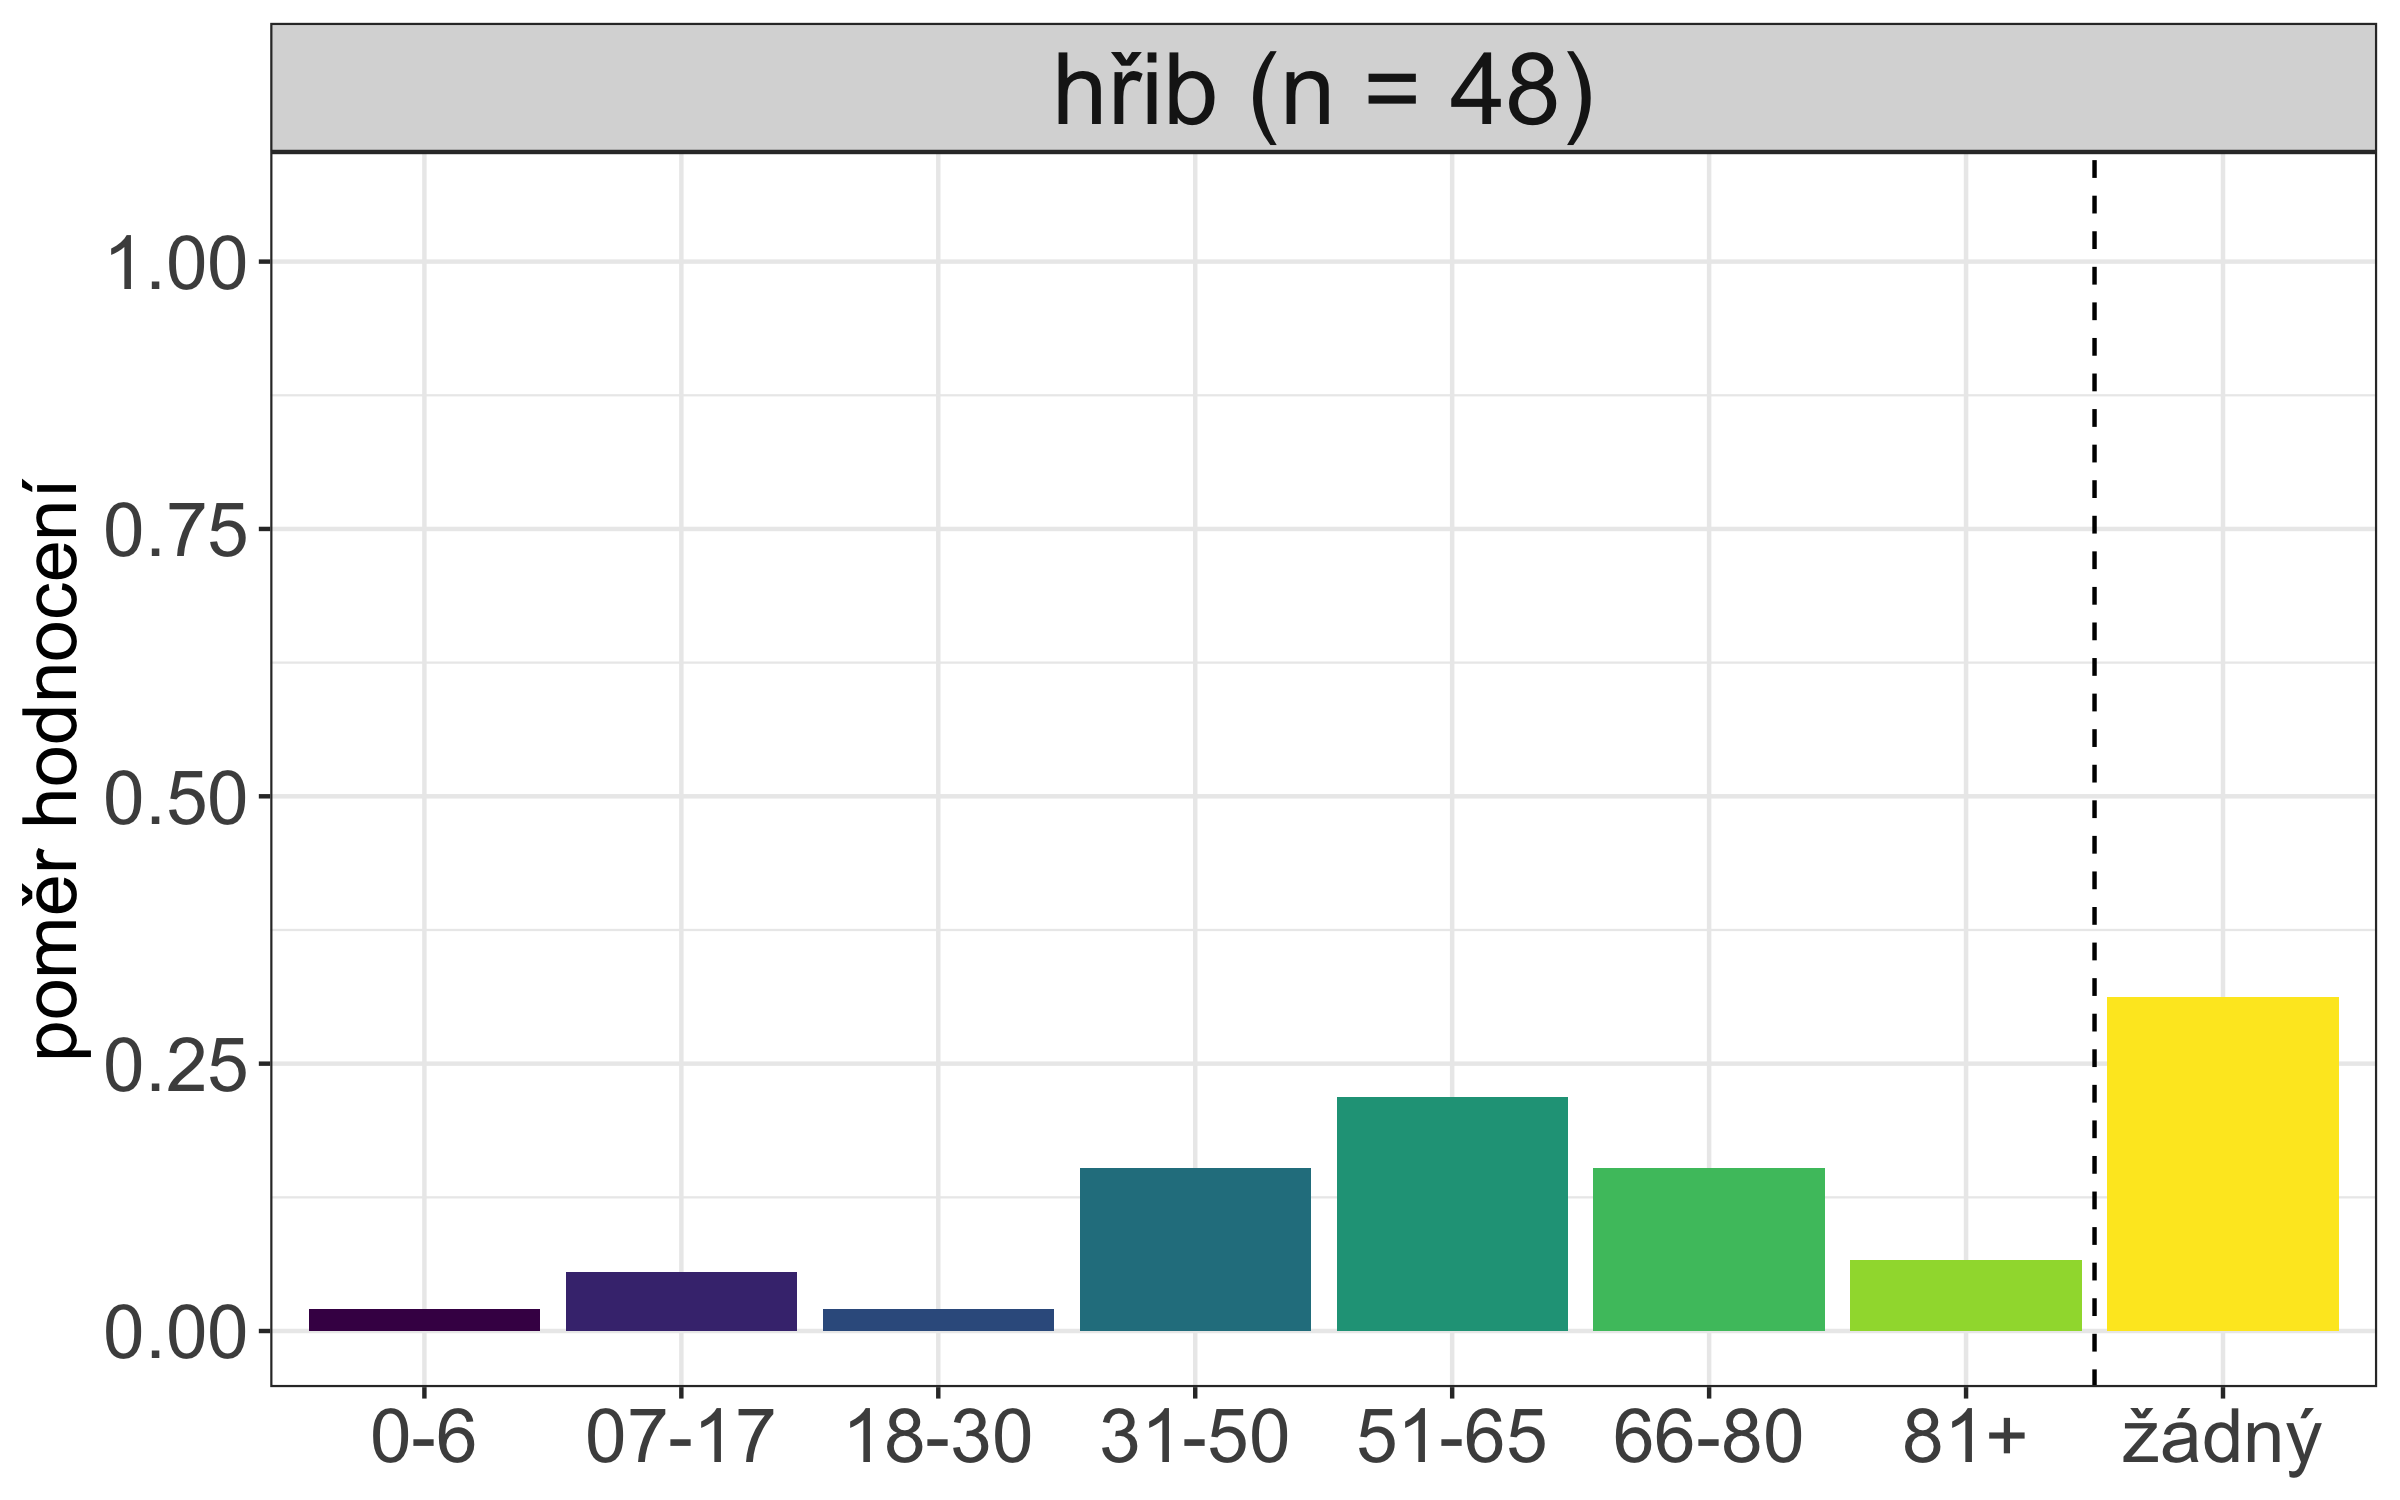 hřib (n = 48)
poměr hodnocení
1.00
0.75
0.50
0.25
0.00
0-6 07-17 18-30 31-50 51-65 66-80 81+ žádný